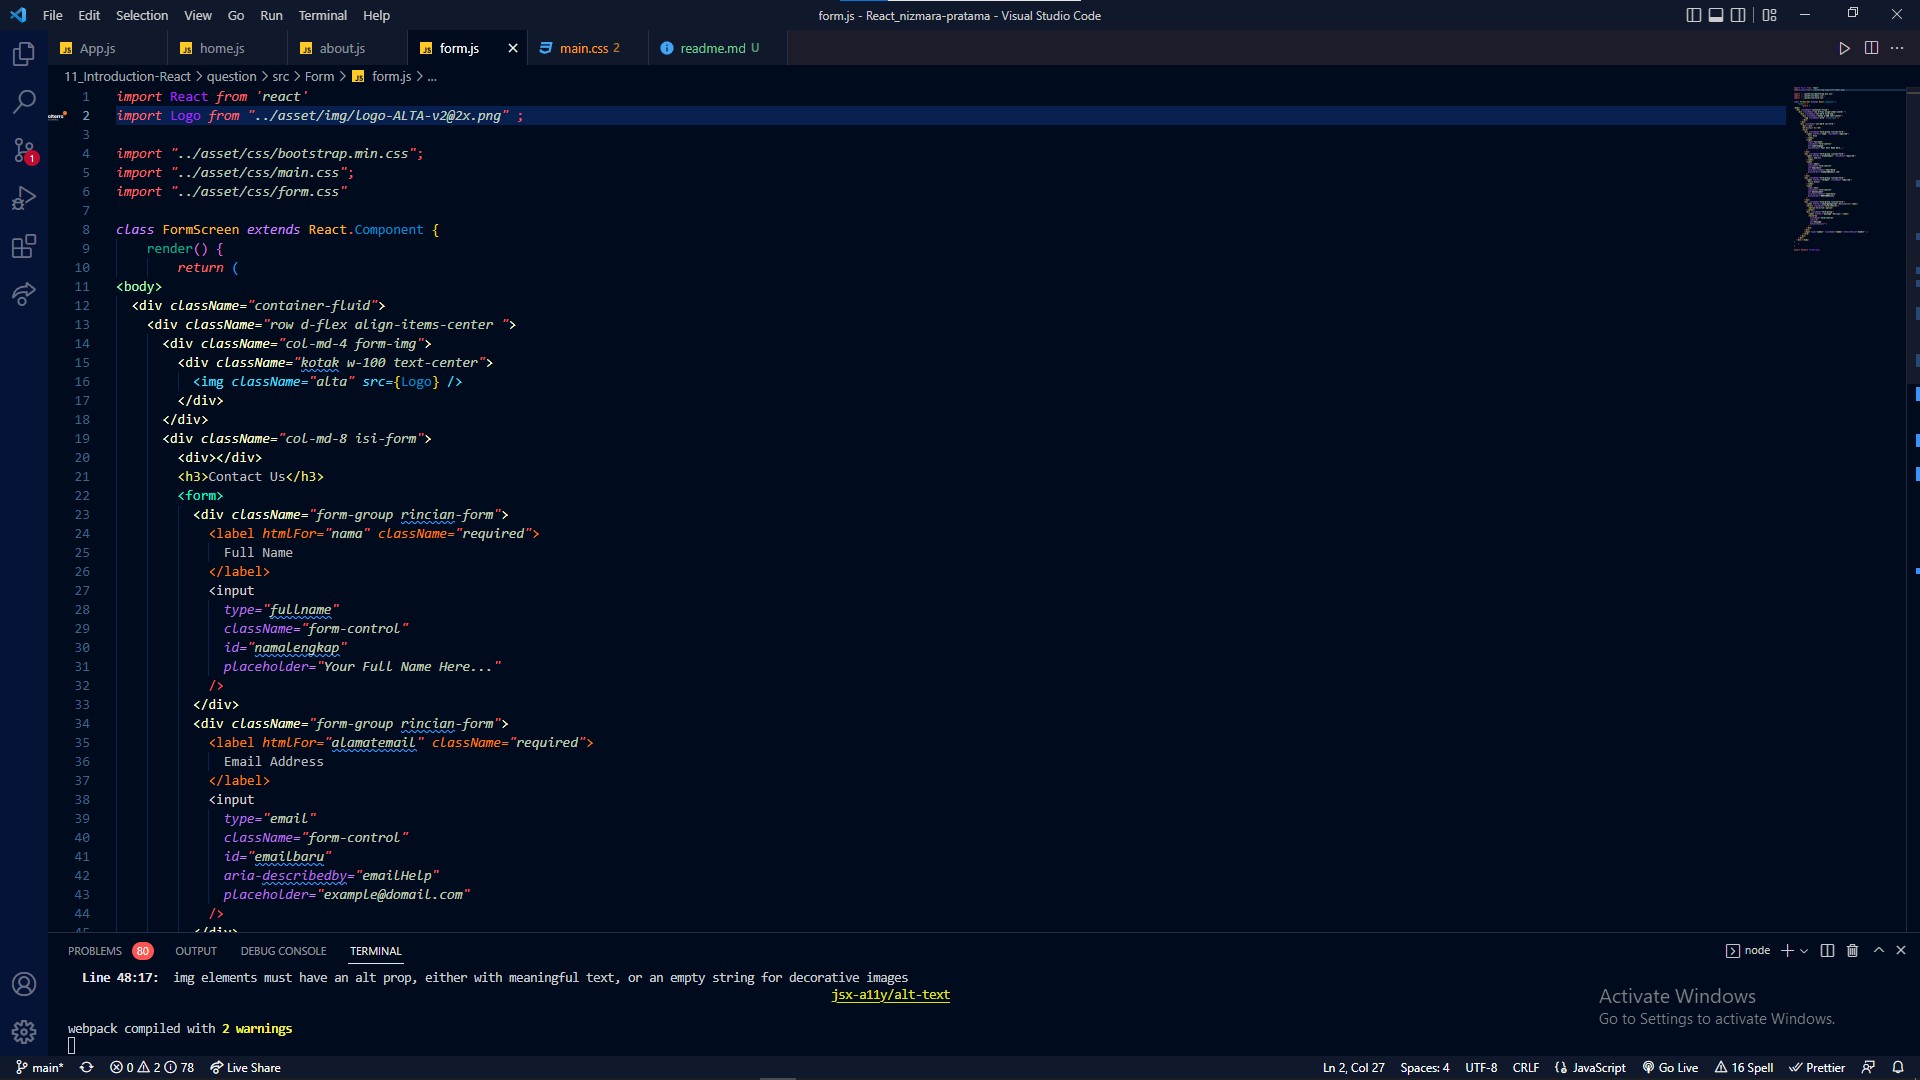 File Edit Selection View Go Run Terminal Help form.js - React_nizmara-pratama - Visual Studio Code
App.js home.js about.js form.js main.css 2 readme.md U
11_Introduction-React > question > src > Form > form.js > ...
1 import React from 'react'
2 import Logo from "../asset/img/logo-ALTA-v2@2x.png" ;
3
4 import "../asset/css/bootstrap.min.css";
5 import "../asset/css/main.css";
6 import "../asset/css/form.css"
7
8 class FormScreen extends React.Component {
9 render() {
10 return (
11 <body>
12 <div className="container-fluid">
13 <div className="row d-flex align-items-center ">
14 <div className="col-md-4 form-img">
15 <div className="kotak w-100 text-center">
16 <img className="alta" src={Logo} />
17 </div>
18 </div>
19 <div className="col-md-8 isi-form">
20 <div></div>
21 <h3>Contact Us</h3>
22 <form>
23 <div className="form-group rincian-form">
24 <label htmlFor="nama" className="required">
25 Full Name
26 </label>
27 <input
28 type="fullname"
29 className="form-control"
30 id="namalengkap"
31 placeholder="Your Full Name Here..."
32 />
33 </div>
34 <div className="form-group rincian-form">
35 <label htmlFor="alamatemail" className="required">
36 Email Address
37 </label>
38 <input
39 type="email"
40 className="form-control"
41 id="emailbaru"
42 aria-describedby="emailHelp"
43 placeholder="example@domail.com"
44 />
45 </div>
PROBLEMS 80 OUTPUT DEBUG CONSOLE TERMINAL node
Line 48:17: img elements must have an alt prop, either with meaningful text, or an empty string for decorative images
jsx-a11y/alt-text
webpack compiled with 2 warnings
Activate Windows
Go to Settings to activate Windows.
1
main* 0 2 78 Live Share Ln 2, Col 27 Spaces: 4 UTF-8 CRLF JavaScript Go Live 16 Spell Prettier